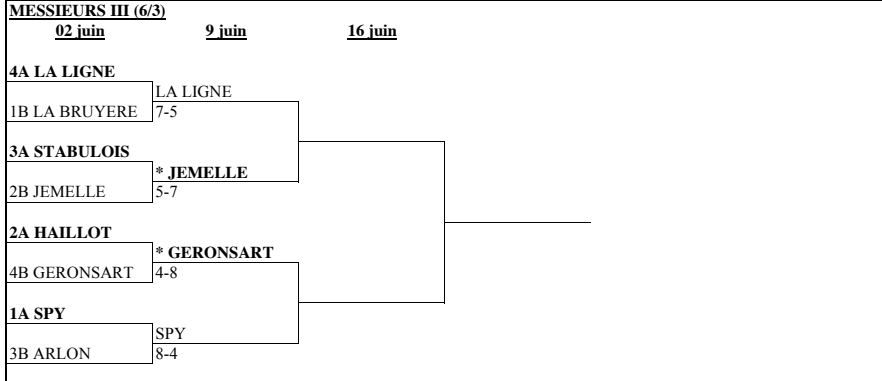 MESSIEURS III (6/3)
02 juin 9 juin 16 juin
4A LA LIGNE
LA LIGNE
1B LA BRUYERE 7-5
3A STABULOIS
* JEMELLE
2B JEMELLE 5-7
2A HAILLOT
* GERONSART
4B GERONSART 4-8
1A SPY
SPY
3B ARLON 8-4